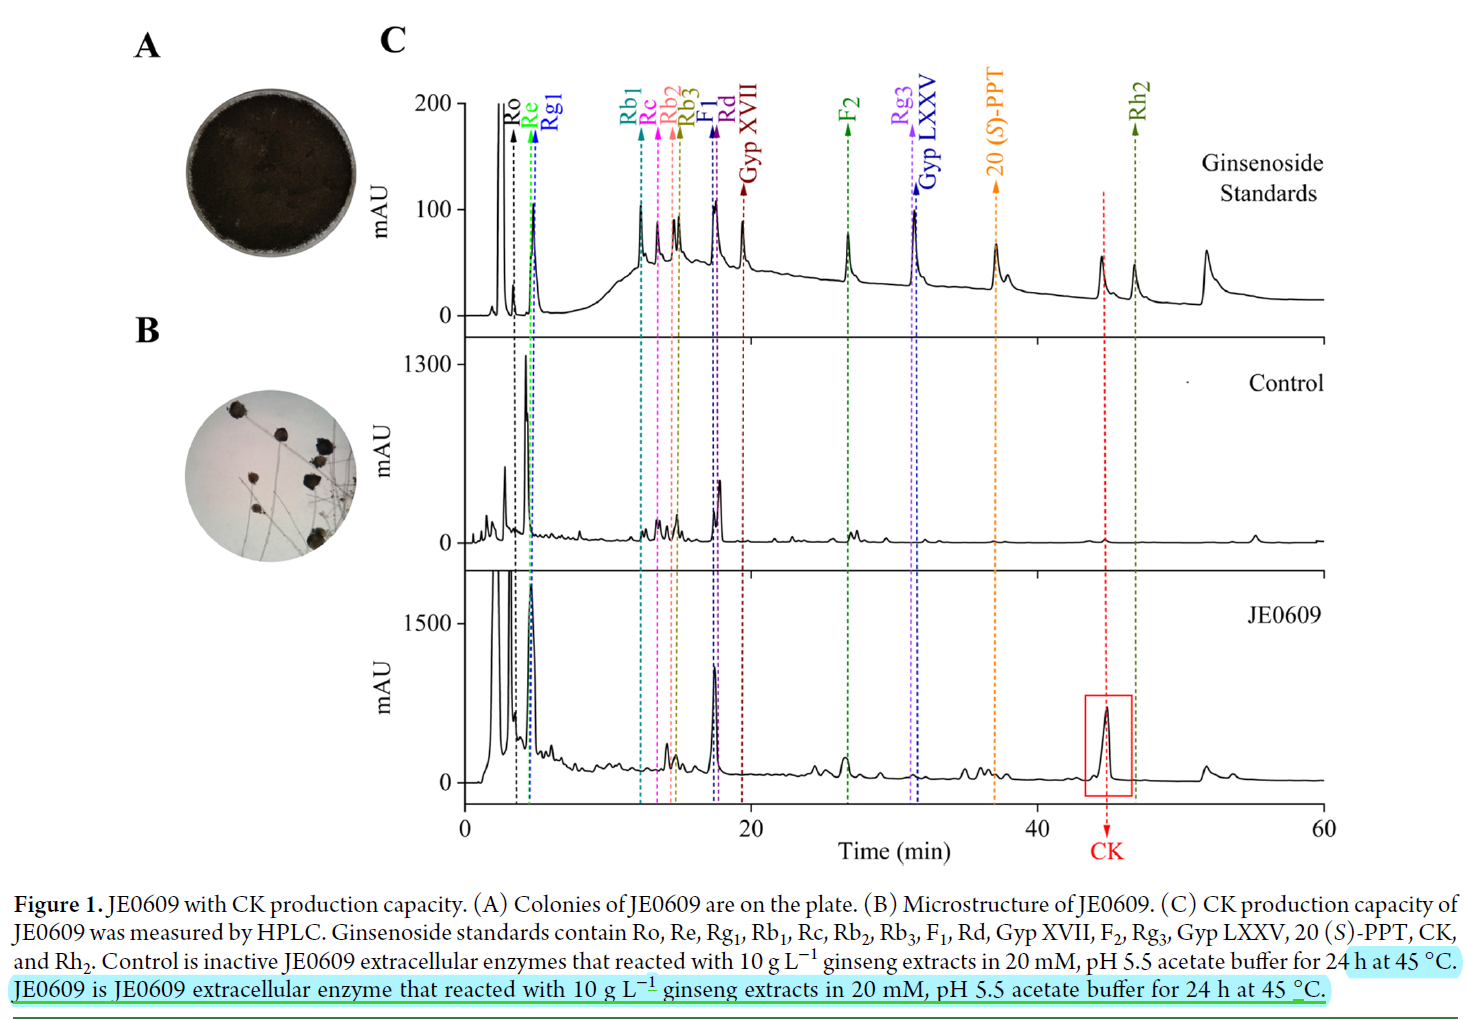 A
C
200
100
0
mAU
Ro
Re
Rg1
Rb1
Rc
Rb2
Rb3
F1
Rd
Gyp XVII
F2
Rg3
Gyp LXXV
20 (S)-PPT
Rh2
Ginsenoside
Standards
B
1300
0
mAU
Control
1500
0
mAU
JE0609
0
20
40
60
Time (min)
CK
Figure 1. JE0609 with CK production capacity. (A) Colonies of JE0609 are on the plate. (B) Microstructure of JE0609. (C) CK production capacity of
JE0609 was measured by HPLC. Ginsenoside standards contain Ro, Re, Rg₁, Rb₁, Rc, Rb₂, Rb₃, F₁, Rd, Gyp XVII, F₂, Rg₃, Gyp LXXV, 20 (S)-PPT, CK,
and Rh₂. Control is inactive JE0609 extracellular enzymes that reacted with 10 g L⁻¹ ginseng extracts in 20 mM, pH 5.5 acetate buffer for 24 h at 45 °C.
JE0609 is JE0609 extracellular enzyme that reacted with 10 g L⁻¹ ginseng extracts in 20 mM, pH 5.5 acetate buffer for 24 h at 45 °C.